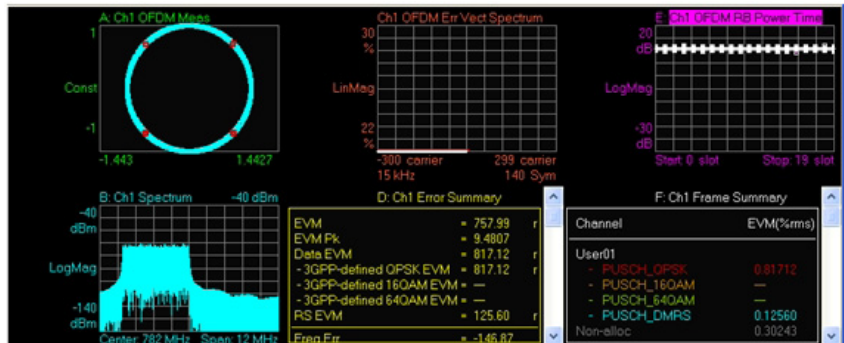 A: Ch1 OFDM Meas
1
Const
-1
-1.443 1.4427
Ch1 OFDM Err Vect Spectrum
30
%
LinMag
22
%
-300 carrier 299 carrier
15 kHz 140 Sym
E: Ch1 OFDM RB Power Time
20
dB
LogMag
-30
dB
Start 0 slot Stop: 19 slot
B: Ch1 Spectrum -40 dBm
-40
dBm
LogMag
-140
dBm
Center 782 MHz Span: 12 MHz
D: Ch1 Error Summary
EVM = 757.99 r
EVM Pk = 9.4807
Data EVM = 817.12 r
- 3GPP-defined QPSK EVM = 817.12 r
- 3GPP-defined 16QAM EVM = —
- 3GPP-defined 64QAM EVM = —
RS EVM = 125.60 r
Freq Err = -146.87
F: Ch1 Frame Summary
Channel EVM(%rms)
User01
- PUSCH_QPSK 0.81712
- PUSCH_16QAM —
- PUSCH_64QAM —
- PUSCH_DMRS 0.12560
Non-alloc 0.30243